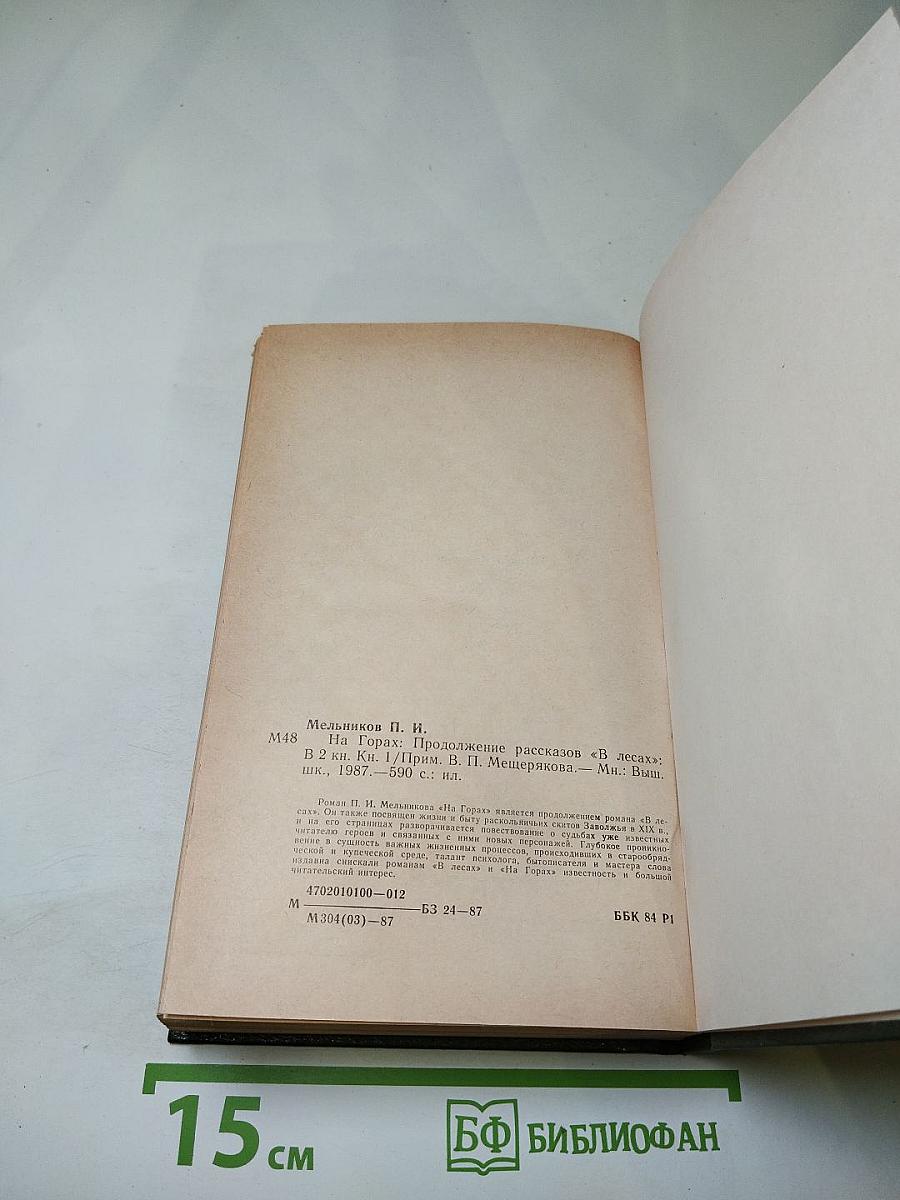 Мельников П. И.
М48 На Горах: Продолжение рассказов «В лесах»:
В 2 кн. Кн. 1/Прим. В. П. Мещерякова.— Мн.: Выш.
шк., 1987.—590 с.: ил.
Роман П. И. Мельникова «На Горах» является продолжением романа «В ле-
сах». Он также посвящен жизни и быту раскольничьих скитов Заволжья в XIX в.,
и на его страницах разворачивается повествование о судьбах уже известных
читателю героев и связанных с ними новых персонажей. Глубокое проникно-
вение в сущность важных жизненных процессов, происходивших в старообряд-
ческой и купеческой среде, талант психолога, бытописателя и мастера слова
издавна снискали романам «В лесах» и «На Горах» известность и большой
читательский интерес.
4702010100—012
М БЗ 24—87
М304(03)—87
ББК 84 Р1
15 см
БФ БИБЛИОФАН